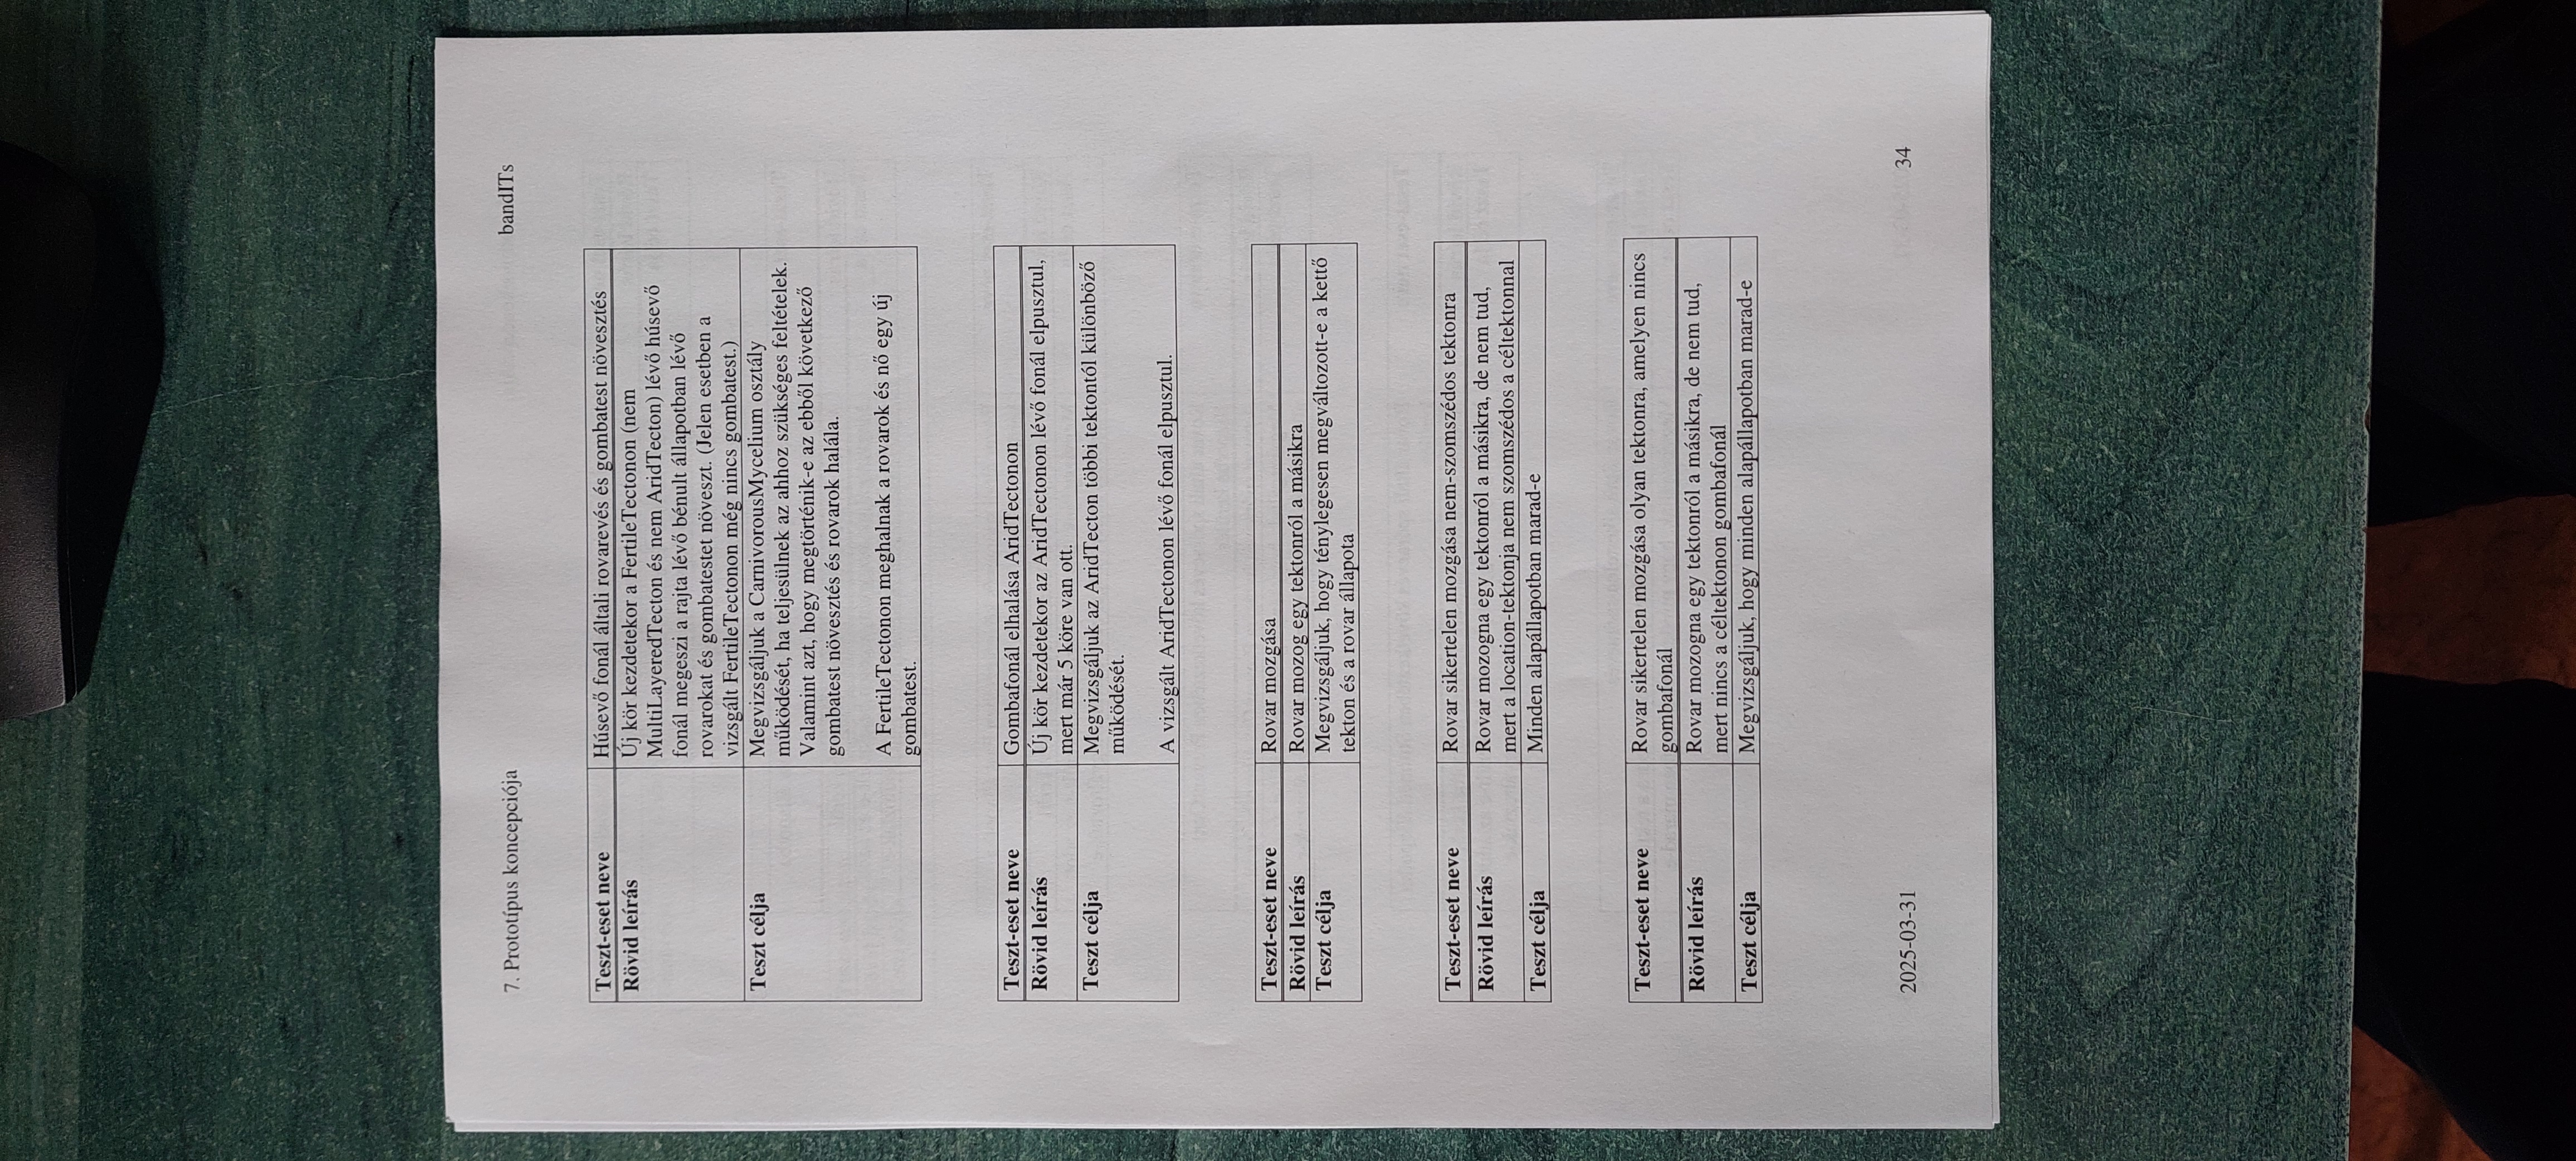 7. Prototípus koncepciója bandITs
Teszt-eset neve Húsevő fonál általi rovarevés és gombatest növesztés
Rövid leírás Új kör kezdetekor a FertileTectonon (nem
MultiLayeredTecton és nem AridTecton) lévő húsevő
fonál megeszi a rajta lévő bénult állapotban lévő
rovarokat és gombatestet növeszt. (Jelen esetben a
vizsgált FertileTectonon még nincs gombatest.)
Teszt célja Megvizsgáljuk a CarnivorousMycelium osztály
működését, ha teljesülnek az ahhoz szükséges feltételek.
Valamint azt, hogy megtörténik-e az ebből következő
gombatest növesztés és rovarok halála.
A FertileTectonon meghalnak a rovarok és nő egy új
gombatest.
Teszt-eset neve Gombafonál elhalása AridTectonon
Rövid leírás Új kör kezdetekor az AridTectonon lévő fonál elpusztul,
mert már 5 köre van ott.
Teszt célja Megvizsgáljuk az AridTecton többi tektontól különböző
működését.
A vizsgált AridTectonon lévő fonál elpusztul.
Teszt-eset neve Rovar mozgása
Rövid leírás Rovar mozog egy tektonról a másikra
Teszt célja Megvizsgáljuk, hogy ténylegesen megváltozott-e a kettő
tekton és a rovar állapota
Teszt-eset neve Rovar sikertelen mozgása nem-szomszédos tektonra
Rövid leírás Rovar mozogna egy tektonról a másikra, de nem tud,
mert a location-tektonja nem szomszédos a céltektonnal
Teszt célja Minden alapállapotban marad-e
Teszt-eset neve Rovar sikertelen mozgása olyan tektonra, amelyen nincs
gombafonál
Rövid leírás Rovar mozogna egy tektonról a másikra, de nem tud,
mert nincs a céltektonon gombafonál
Teszt célja Megvizsgáljuk, hogy minden alapállapotban marad-e
2025-03-31 34